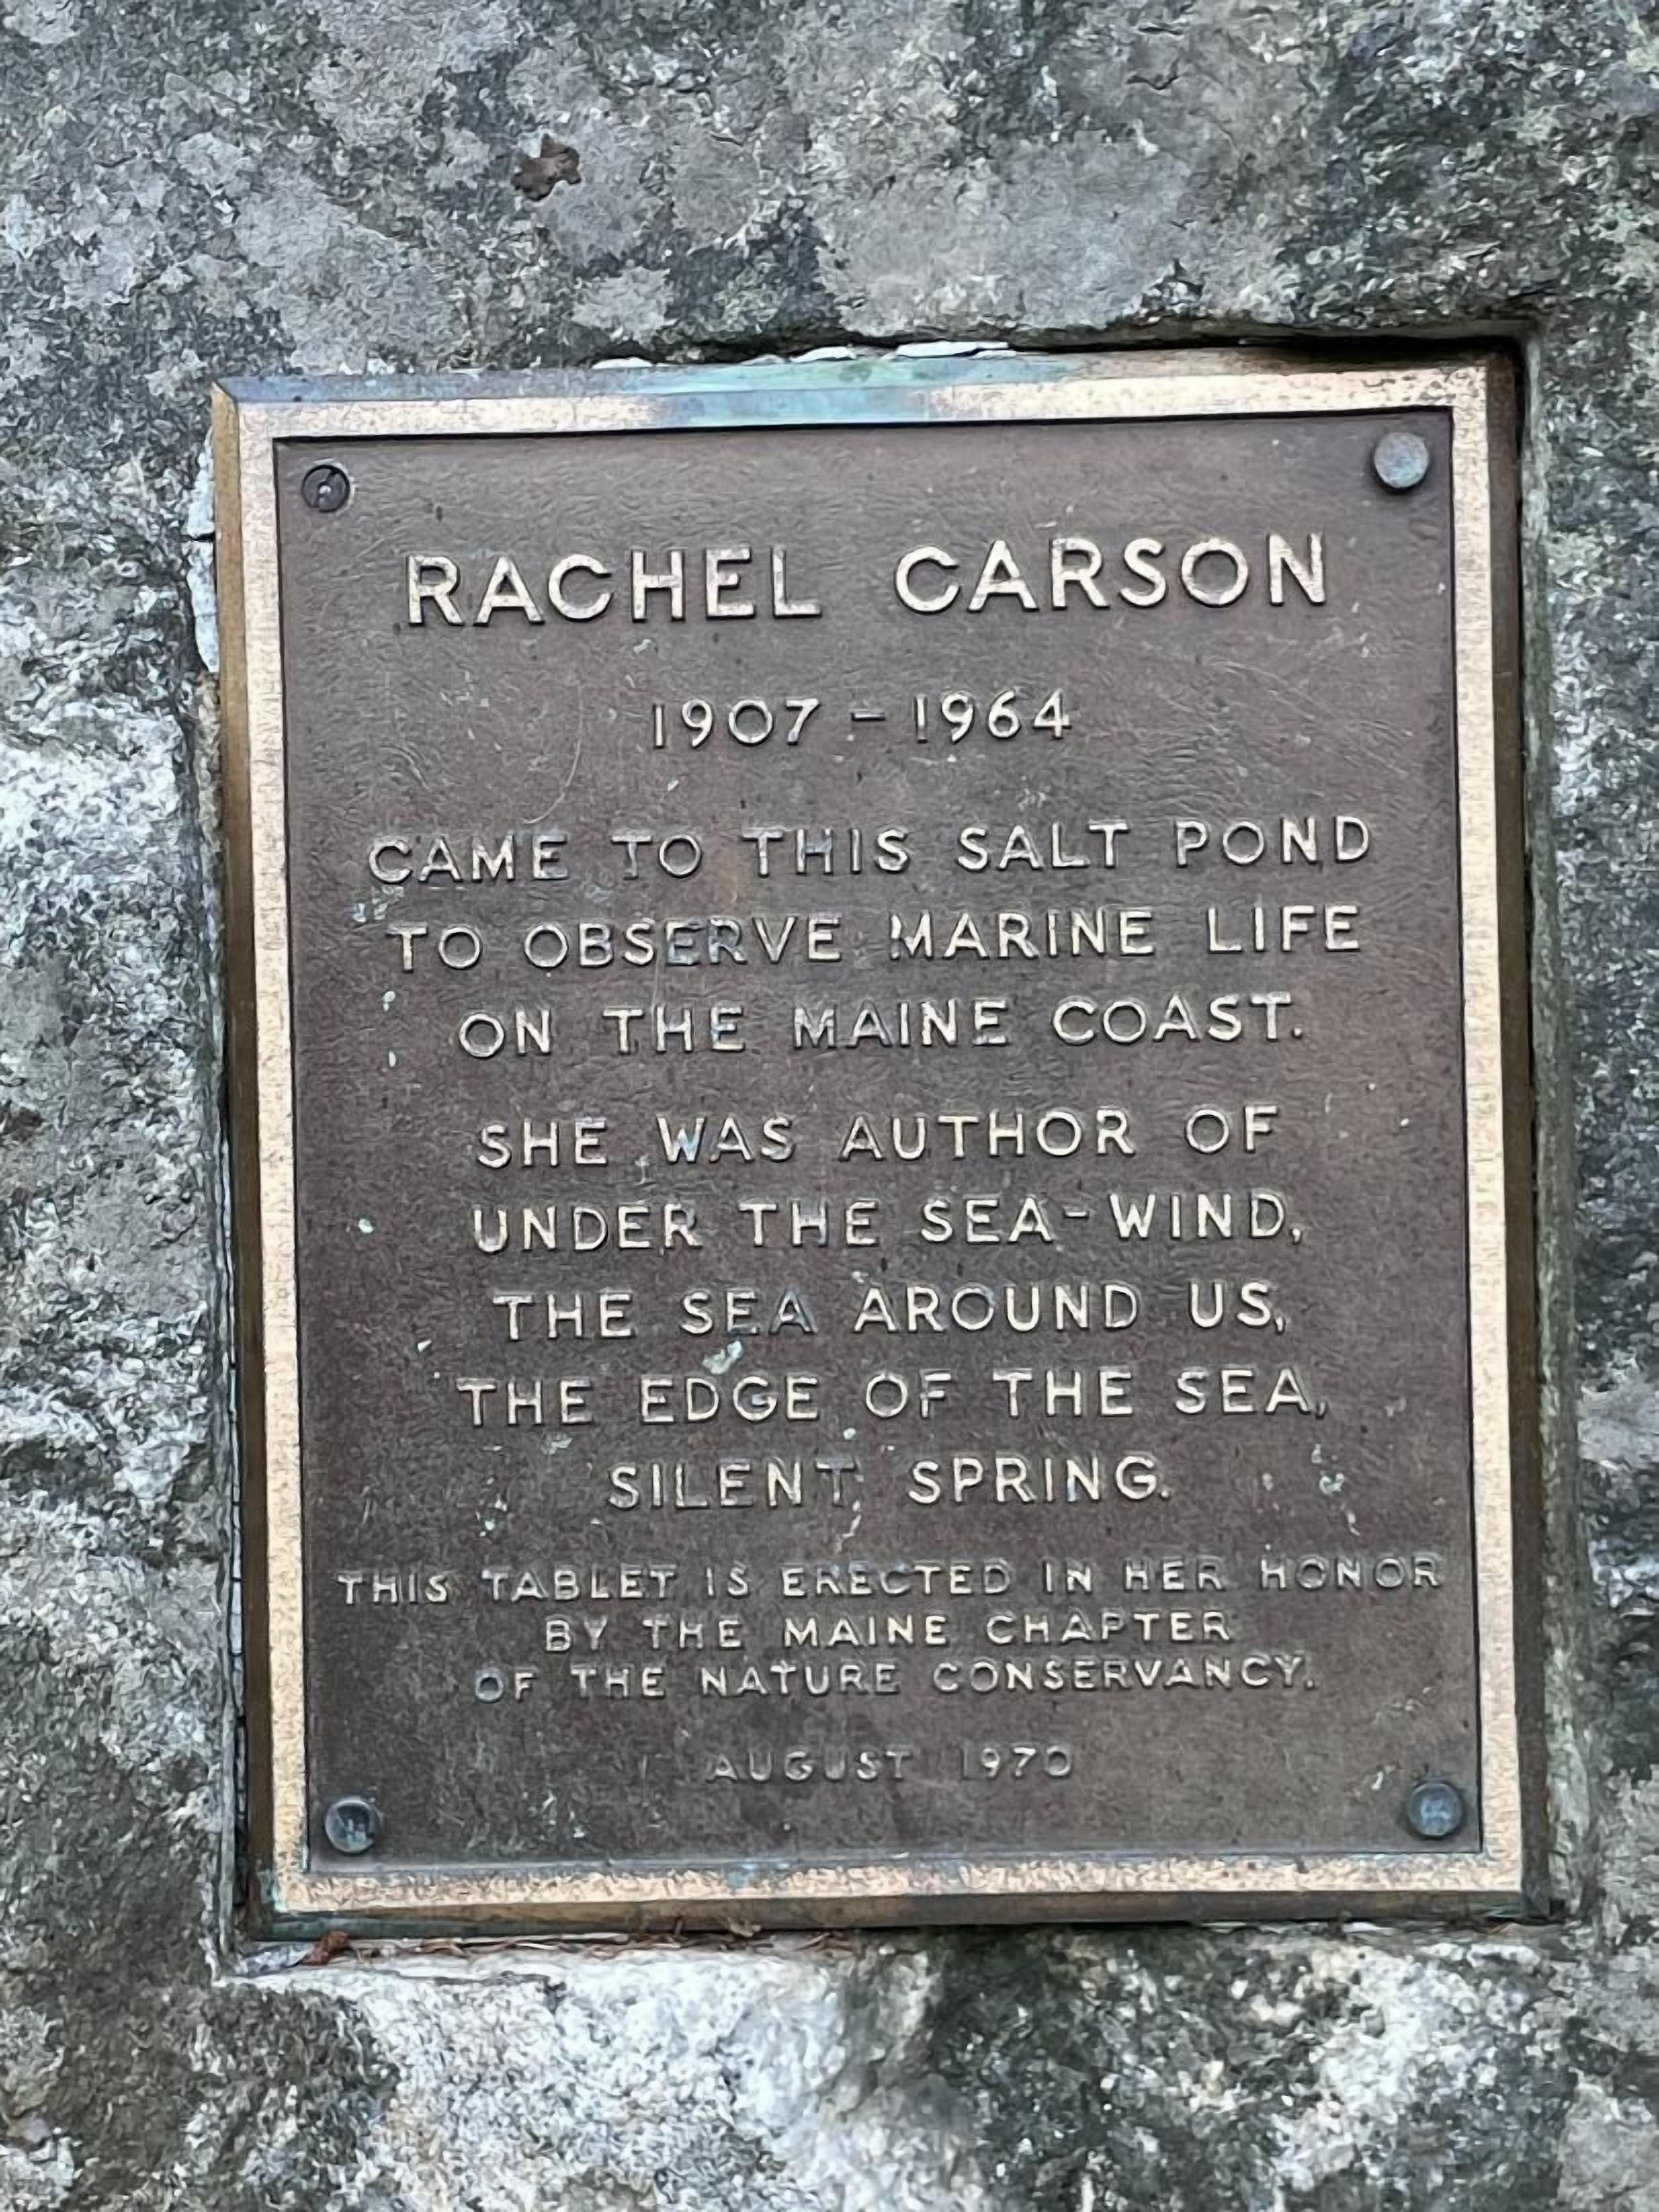 RACHEL CARSON
1907 - 1964
CAME TO THIS SALT POND
TO OBSERVE MARINE LIFE
ON THE MAINE COAST.
SHE WAS AUTHOR OF
UNDER THE SEA-WIND,
THE SEA AROUND US,
THE EDGE OF THE SEA,
SILENT SPRING.
THIS TABLET IS ERECTED IN HER HONOR
BY THE MAINE CHAPTER
OF THE NATURE CONSERVANCY.
AUGUST 1970